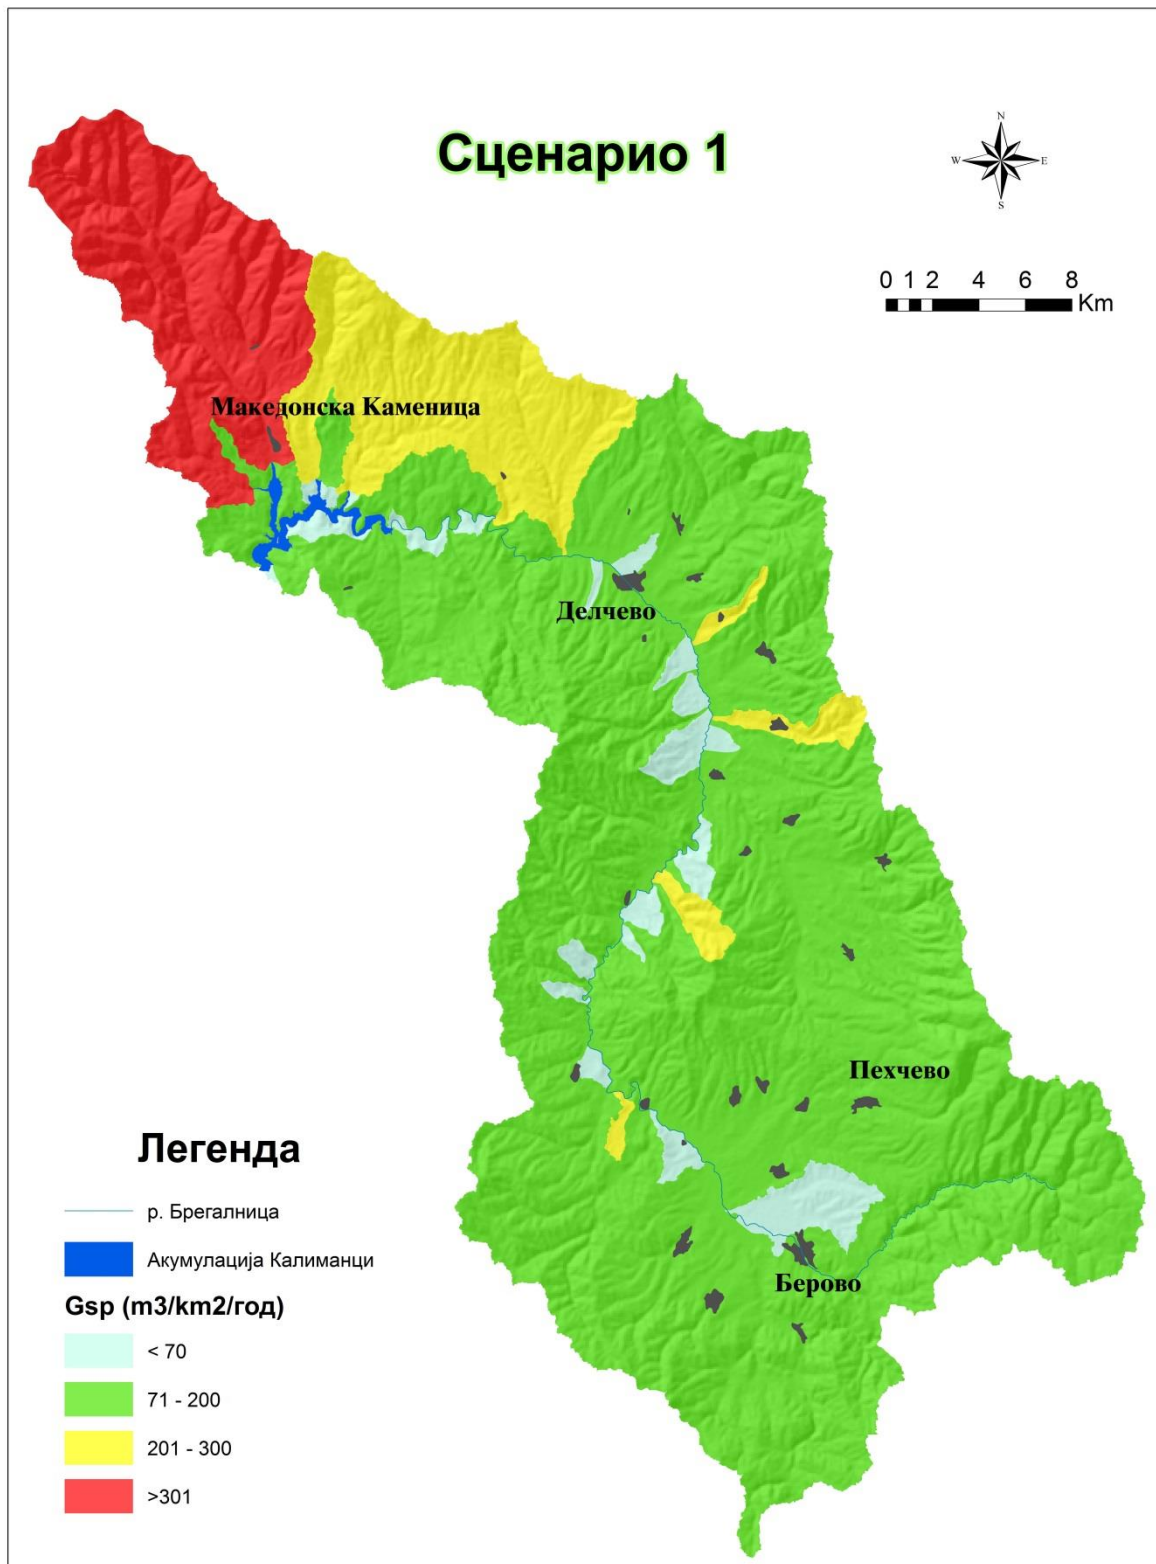 Сценарио 1
N
W E
S
0 1 2 4 6 8
Km
Македонска Каменица
Делчево
Пехчево
Берово
Легенда
р. Брегалница
Акумулација Калиманци
Gsp (m3/km2/год)
< 70
71 - 200
201 - 300
>301